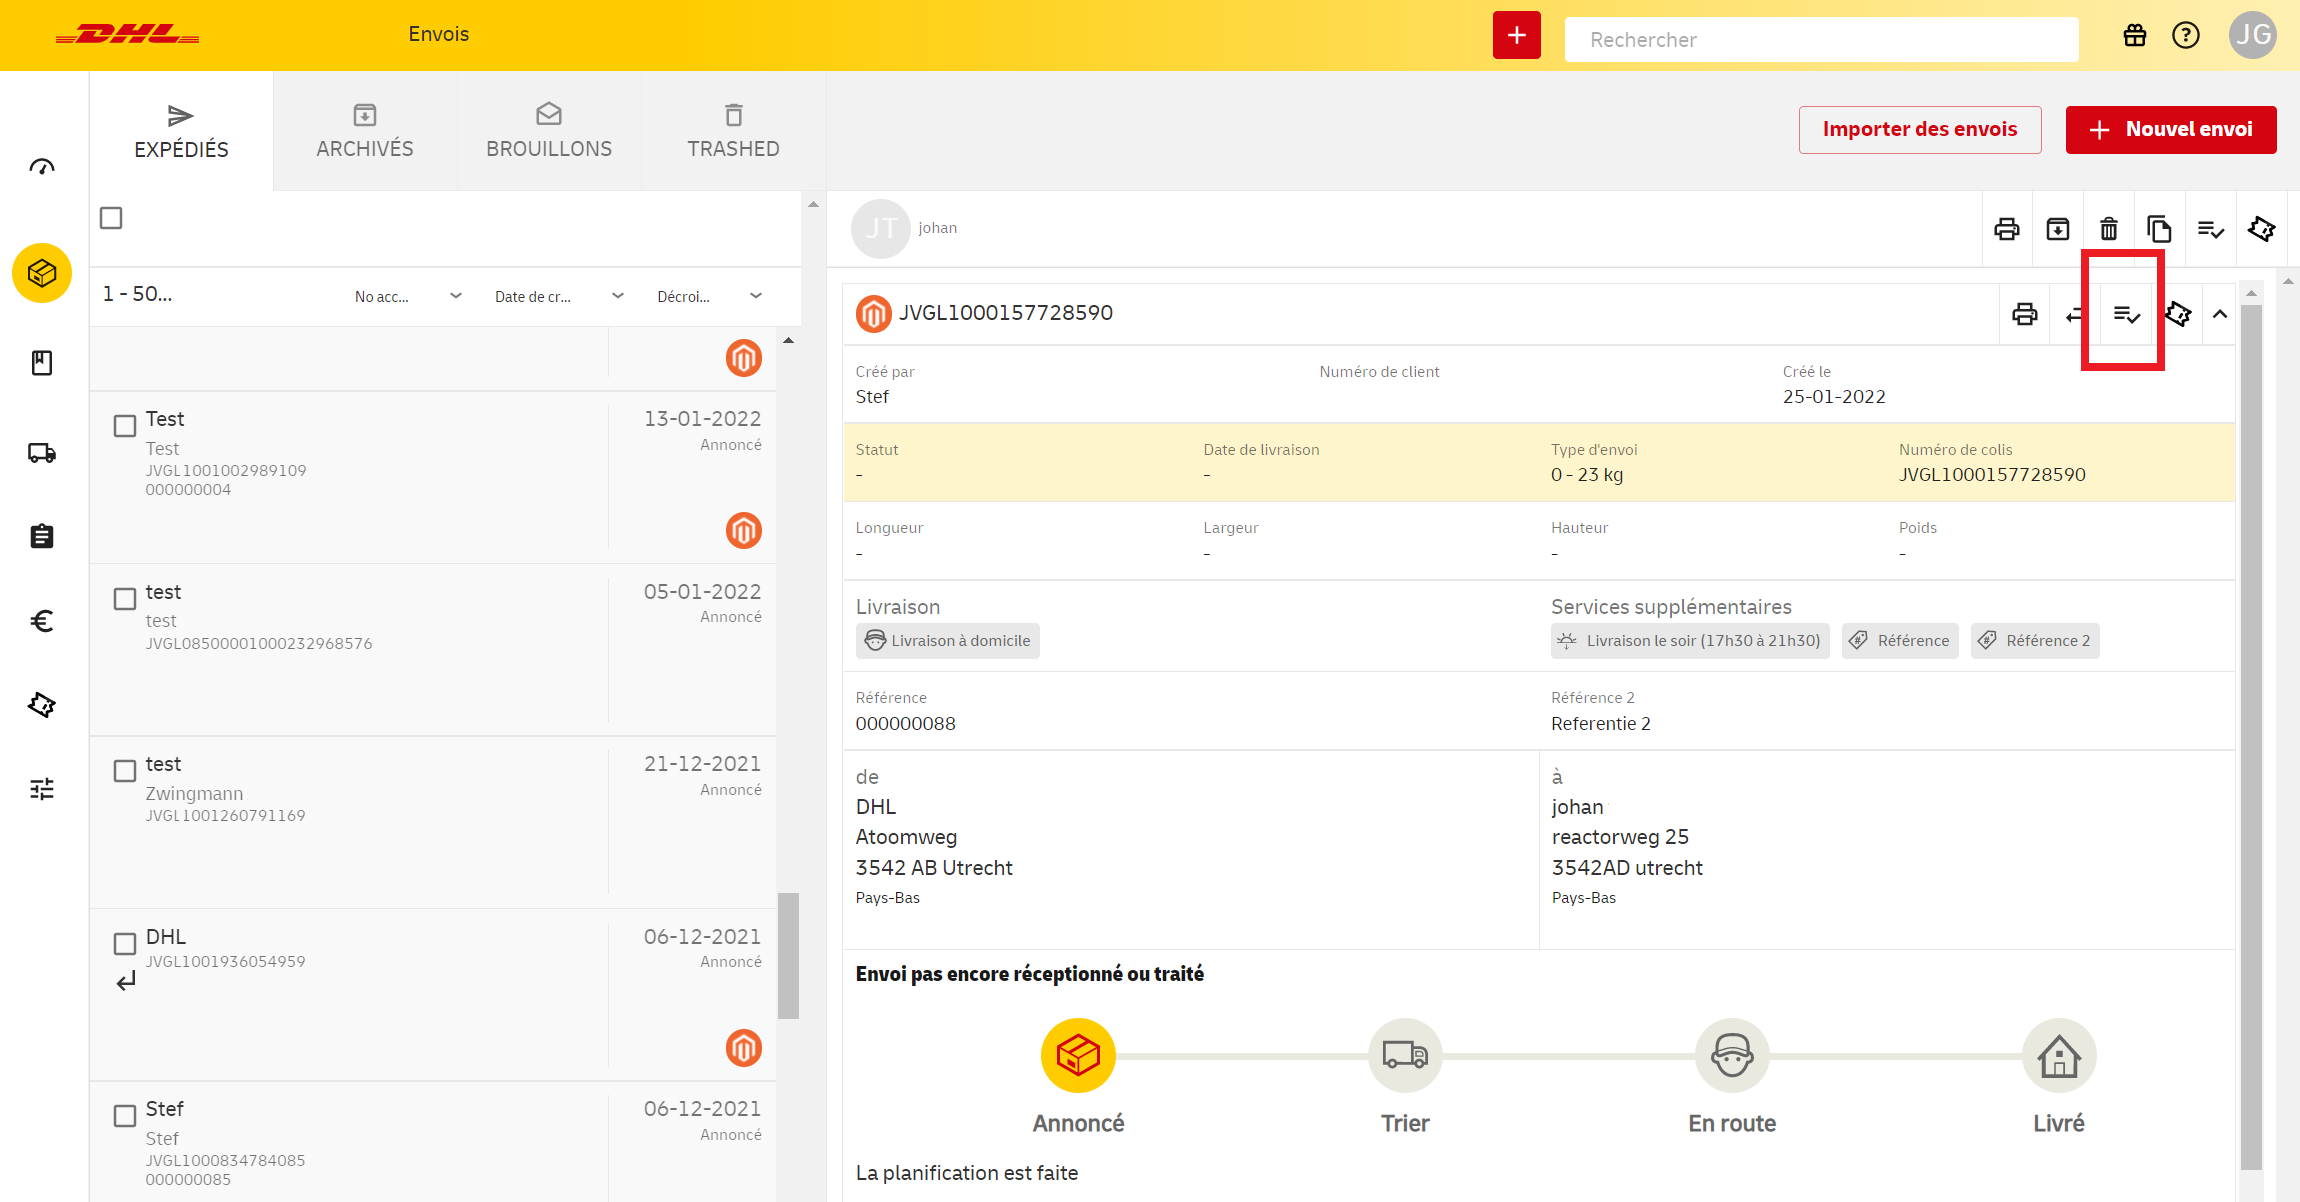 DHL
Envois
Rechercher
JG
EXPÉDIÉS
ARCHIVÉS
BROUILLONS
TRASHED
Importer des envois
Nouvel envoi
JT
johan
1 - 50...
No acc...
Date de cr...
Décroi...
Test
13-01-2022
Annoncé
Test
JVGL1001002989109
000000004
test
05-01-2022
Annoncé
test
JVGL08500001000232968576
test
21-12-2021
Annoncé
Zwingmann
JVGL1001260791169
DHL
06-12-2021
Annoncé
JVGL1001936054959
Stef
06-12-2021
Annoncé
Stef
JVGL1000834784085
000000085
JVGL1000157728590
Créé par
Stef
Numéro de client
Créé le
25-01-2022
Statut
-
Date de livraison
-
Type d'envoi
0 - 23 kg
Numéro de colis
JVGL1000157728590
Longueur
-
Largeur
-
Hauteur
-
Poids
-
Livraison
Livraison à domicile
Services supplémentaires
Livraison le soir (17h30 à 21h30)
Référence
Référence 2
Référence
000000088
Référence 2
Referentie 2
de
DHL
Atoomweg
3542 AB Utrecht
Pays-Bas
à
johan
reactorweg 25
3542AD utrecht
Pays-Bas
Envoi pas encore réceptionné ou traité
Annoncé
Trier
En route
Livré
La planification est faite